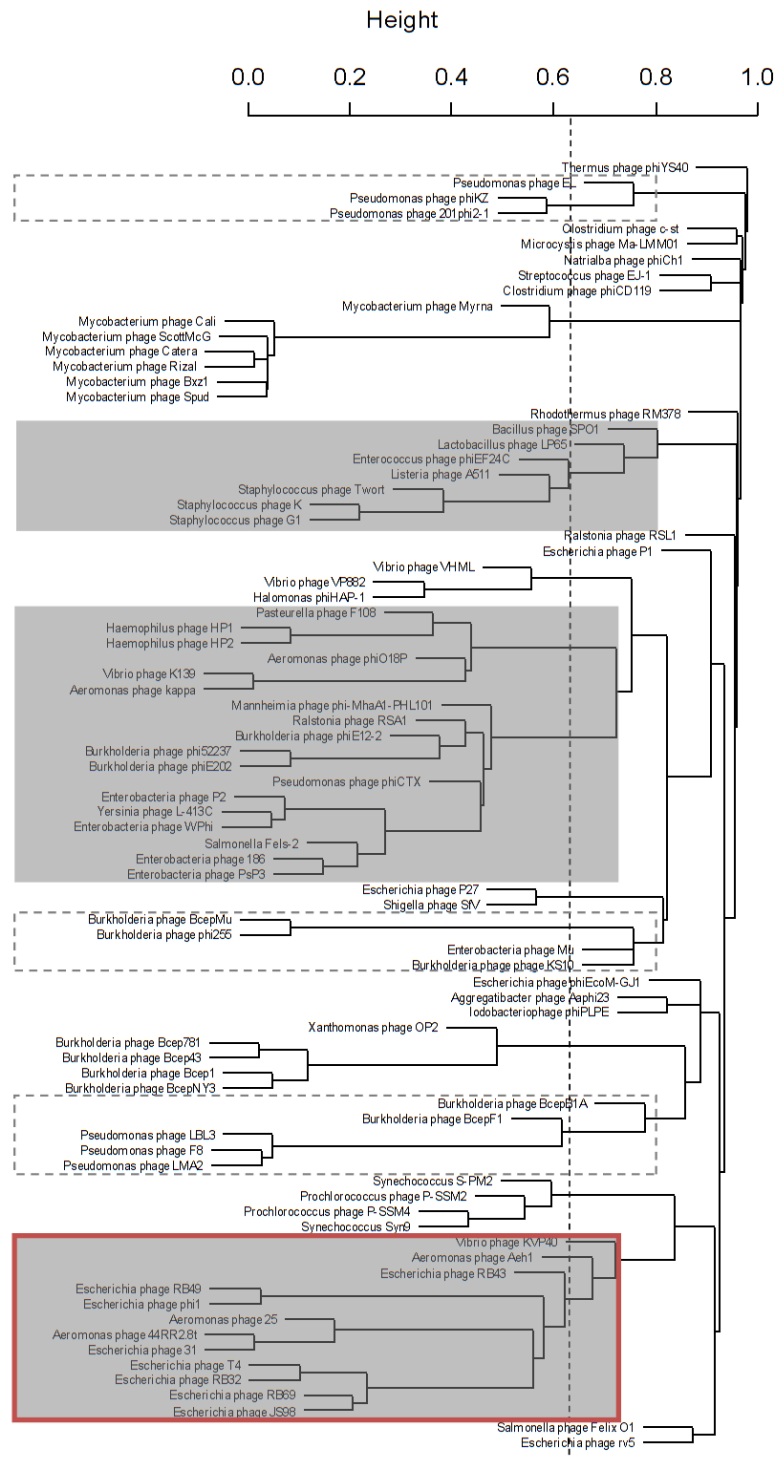 Height
0.0 0.2 0.4 0.6 0.8 1.0
Thermus phage phiYS40
Pseudomonas phage EL
Pseudomonas phage phiKZ
Pseudomonas phage 201phi2-1
Clostridium phage c-st
Microcystis phage Ma-LMM01
Natrialba phage phiCh1
Streptococcus phage EJ-1
Clostridium phage phiCD119
Mycobacterium phage Myrna
Mycobacterium phage Cali
Mycobacterium phage ScottMcG
Mycobacterium phage Catera
Mycobacterium phage Rizal
Mycobacterium phage Bxz1
Mycobacterium phage Spud
Rhodothermus phage RM378
Bacillus phage SPO1
Lactobacillus phage LP65
Enterococcus phage phiEF24C
Listeria phage A511
Staphylococcus phage Twort
Staphylococcus phage K
Staphylococcus phage G1
Ralstonia phage RSL1
Escherichia phage P1
Vibrio phage VHML
Vibrio phage VP882
Halomonas phiHAP-1
Pasteurella phage F108
Haemophilus phage HP1
Haemophilus phage HP2
Aeromonas phage phiO18P
Vibrio phage K139
Aeromonas phage kappa
Mannheimia phage phi-MhaA1-PHL101
Ralstonia phage RSA1
Burkholderia phage phiE12-2
Burkholderia phage phi52237
Burkholderia phage phiE202
Pseudomonas phage phiCTX
Enterobacteria phage P2
Yersinia phage L-413C
Enterobacteria phage WPhi
Salmonella Fels-2
Enterobacteria phage 186
Enterobacteria phage PsP3
Escherichia phage P27
Shigella phage SfV
Burkholderia phage BcepMu
Burkholderia phage phi255
Enterobacteria phage Mu
Burkholderia phage phage KS10
Escherichia phage phiEcoM-GJ1
Aggregatibacter phage Aaphi23
Iodobacteriophage phiPLPE
Xanthomonas phage OP2
Burkholderia phage Bcep781
Burkholderia phage Bcep43
Burkholderia phage Bcep1
Burkholderia phage BcepNY3
Burkholderia phage BcepB1A
Burkholderia phage BcepF1
Pseudomonas phage LBL3
Pseudomonas phage F8
Pseudomonas phage LMA2
Synechococcus S-PM2
Prochlorococcus phage P-SSM2
Prochlorococcus phage P-SSM4
Synechococcus Syn9
Vibrio phage KVP40
Aeromonas phage Aeh1
Escherichia phage RB43
Escherichia phage RB49
Escherichia phage phi1
Aeromonas phage 25
Aeromonas phage 44RR2.8t
Escherichia phage 31
Escherichia phage T4
Escherichia phage RB32
Escherichia phage RB69
Escherichia phage JS98
Salmonella phage Felix O1
Escherichia phage rv5